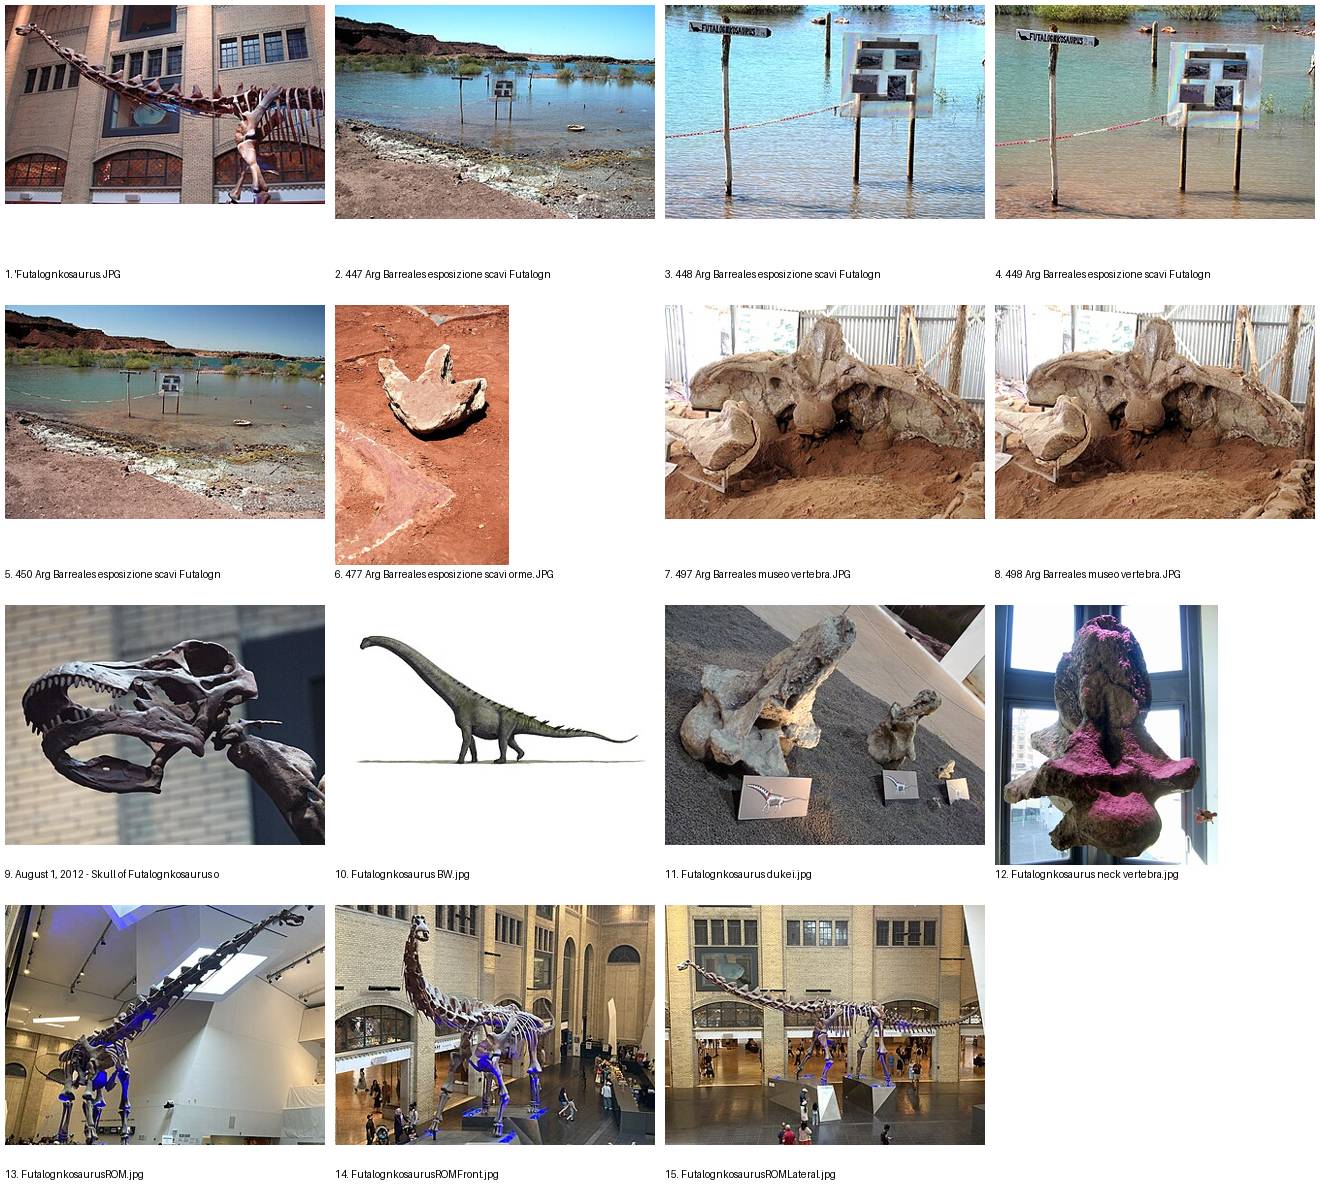 FUTALOGNKOSAURUS
FUTALOGNKOSAURUS
1. 'Futalognkosaurus.JPG
2. 447 Arg Barreales esposizione scavi Futalogn
3. 448 Arg Barreales esposizione scavi Futalogn
4. 449 Arg Barreales esposizione scavi Futalogn
5. 450 Arg Barreales esposizione scavi Futalogn
6. 477 Arg Barreales esposizione scavi orme.JPG
7. 497 Arg Barreales museo vertebra.JPG
8. 498 Arg Barreales museo vertebra.JPG
9. August 1, 2012 - Skull of Futalognkosaurus o
10. Futalognkosaurus BW.jpg
11. Futalognkosaurus dukei.jpg
12. Futalognkosaurus neck vertebra.jpg
13. FutalognkosaurusROM.jpg
14. FutalognkosaurusROMFront.jpg
15. FutalognkosaurusROMLateral.jpg